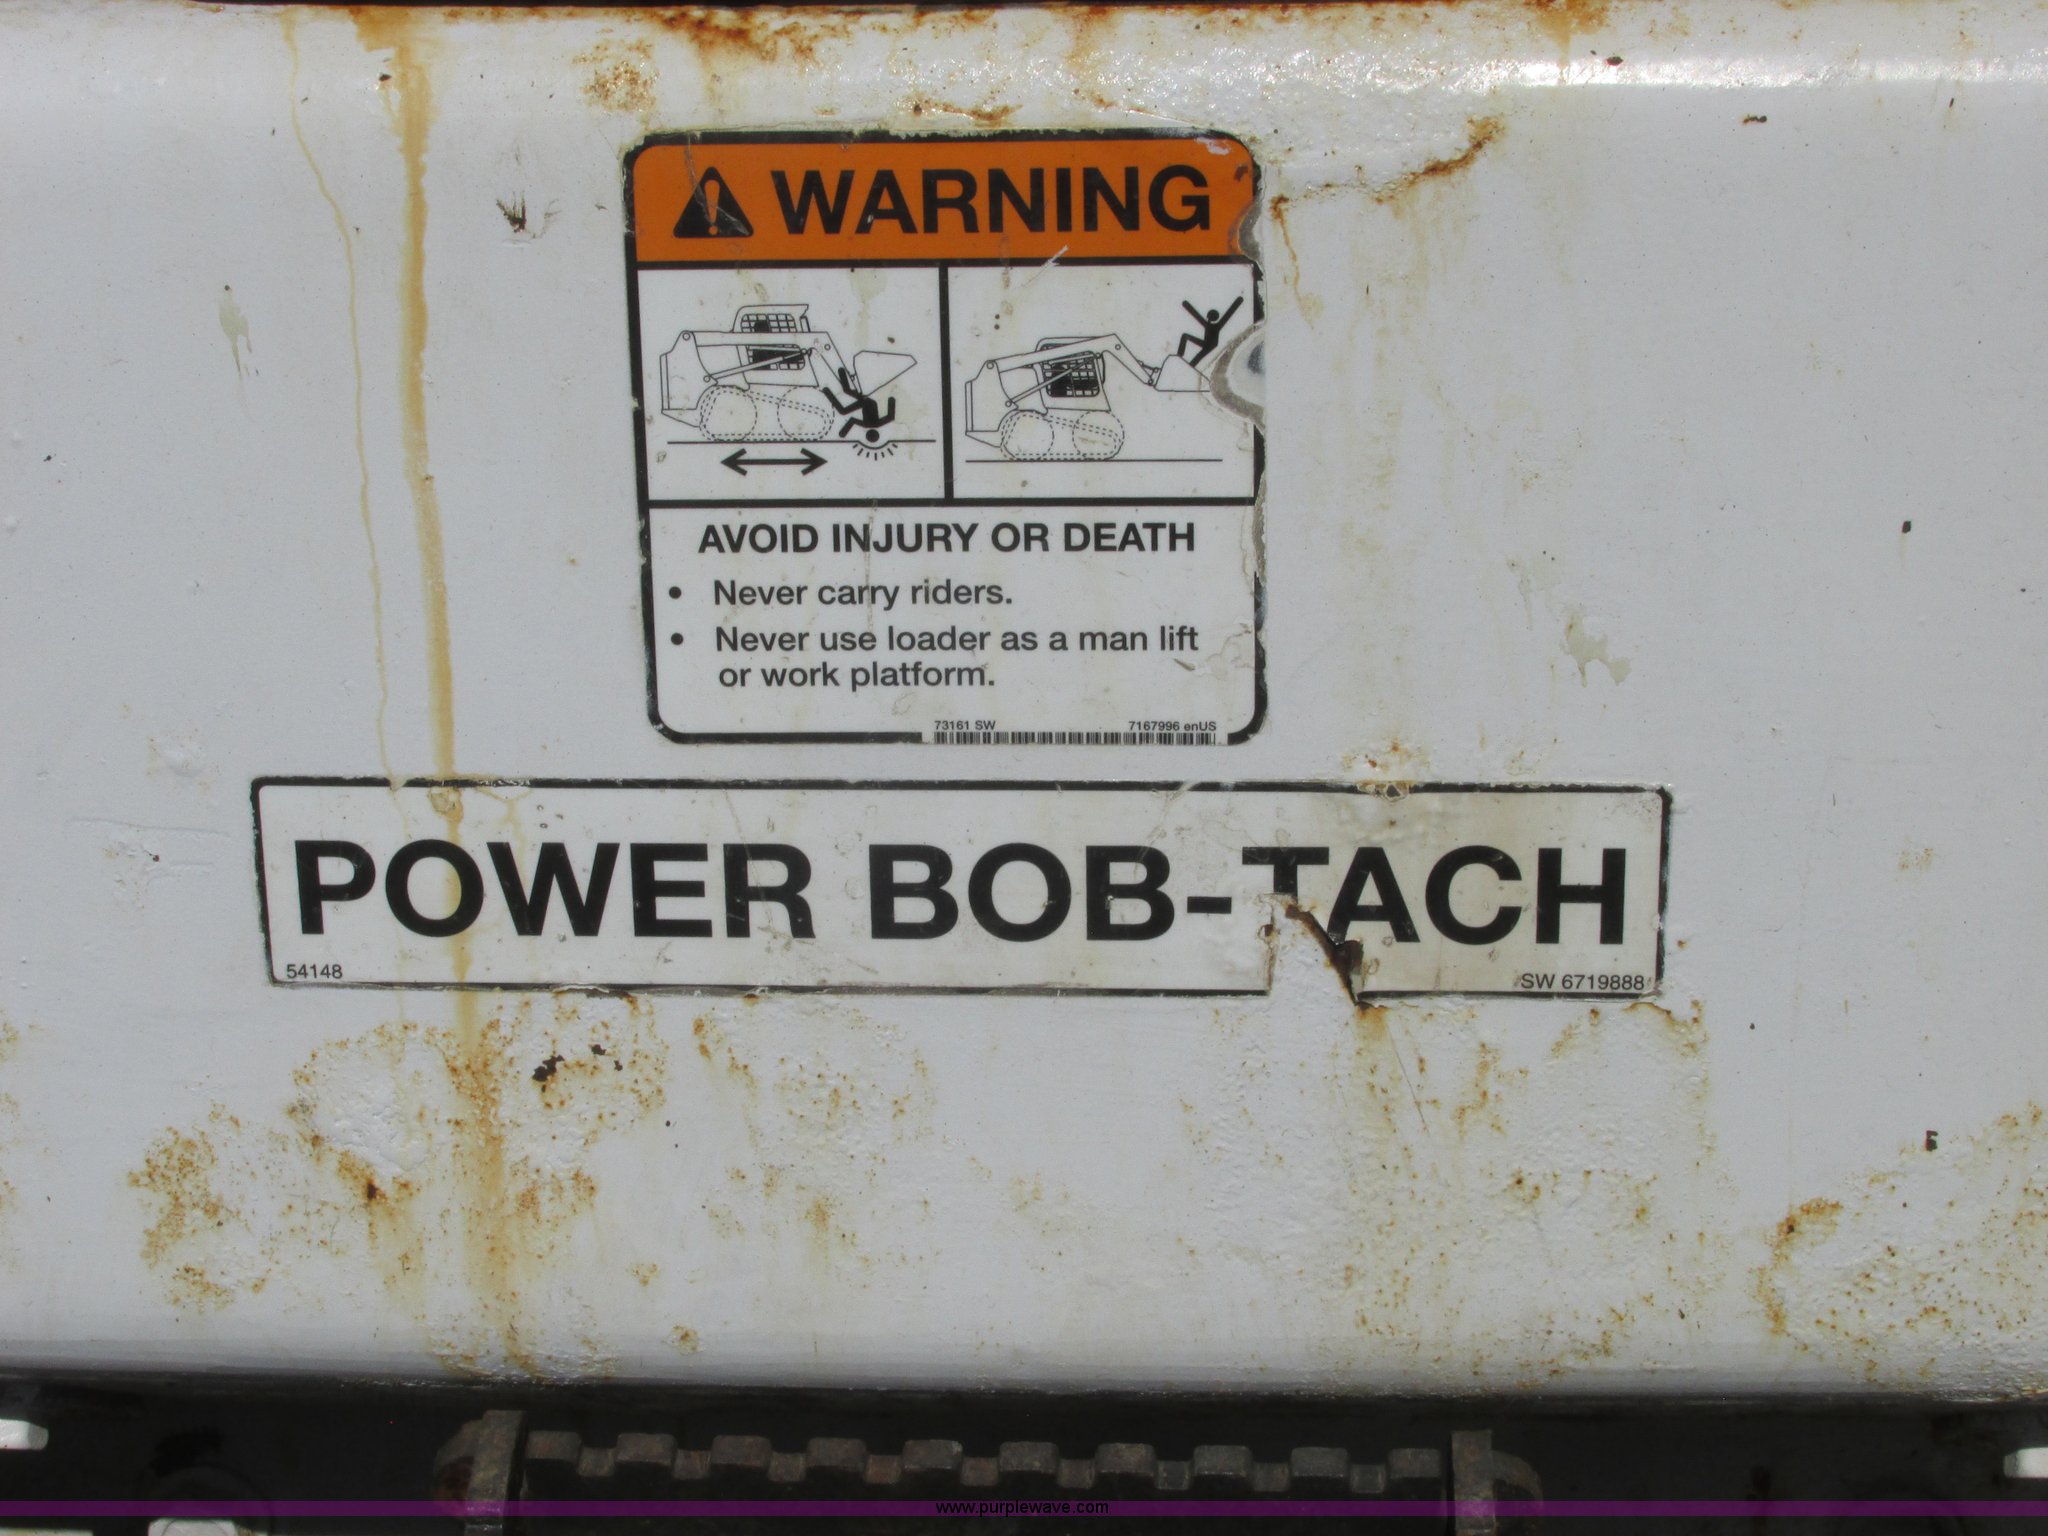 WARNING
AVOID INJURY OR DEATH
• Never carry riders.
• Never use loader as a man lift
or work platform.
73161 SW 7167996 enUS
POWER BOB-TACH
54148 SW 6719888
www.purplewave.com